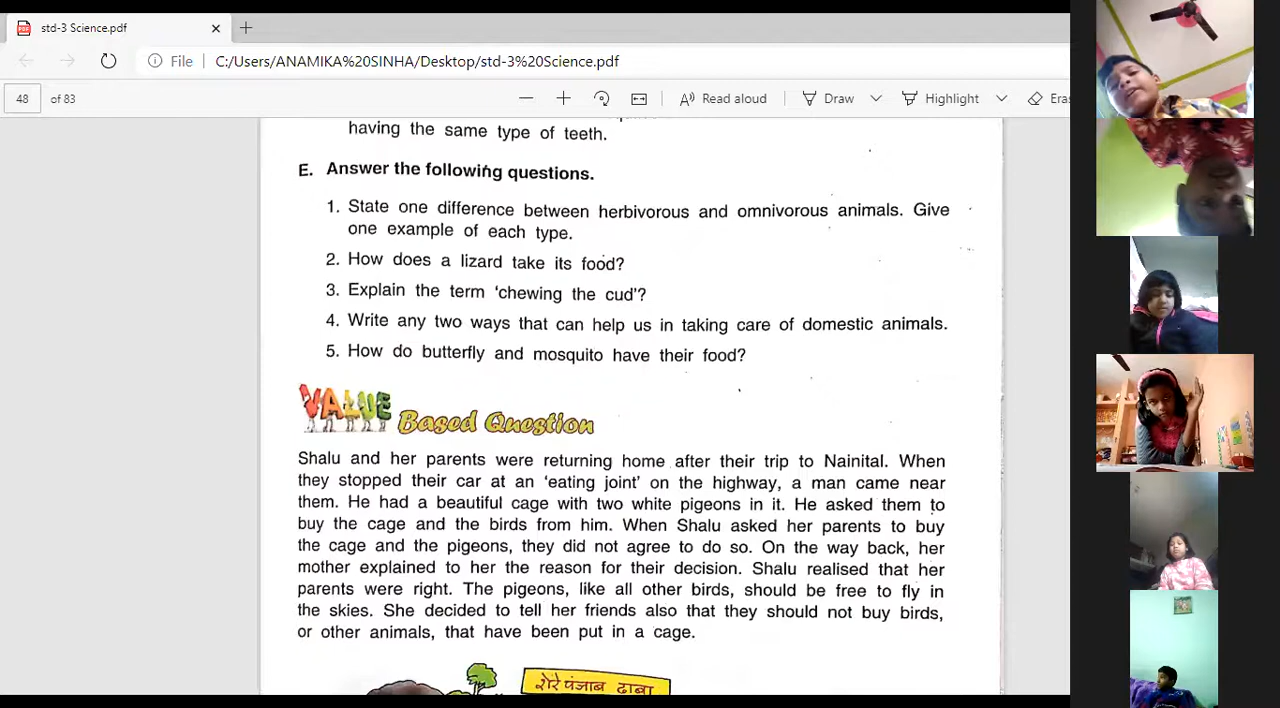 std-3 Science.pdf
File C:/Users/ANAMIKA%20SINHA/Desktop/std-3%20Science.pdf
48 of 83 Read aloud Draw Highlight Eras
having the same type of teeth.
E. Answer the following questions.
1. State one difference between herbivorous and omnivorous animals. Give
one example of each type.
2. How does a lizard take its food?
3. Explain the term ‘chewing the cud’?
4. Write any two ways that can help us in taking care of domestic animals.
5. How do butterfly and mosquito have their food?
VALUE
Based Question
Shalu and her parents were returning home after their trip to Nainital. When
they stopped their car at an ‘eating joint’ on the highway, a man came near
them. He had a beautiful cage with two white pigeons in it. He asked them to
buy the cage and the birds from him. When Shalu asked her parents to buy
the cage and the pigeons, they did not agree to do so. On the way back, her
mother explained to her the reason for their decision. Shalu realised that her
parents were right. The pigeons, like all other birds, should be free to fly in
the skies. She decided to tell her friends also that they should not buy birds,
or other animals, that have been put in a cage.
शेरे पंजाब ढाबा